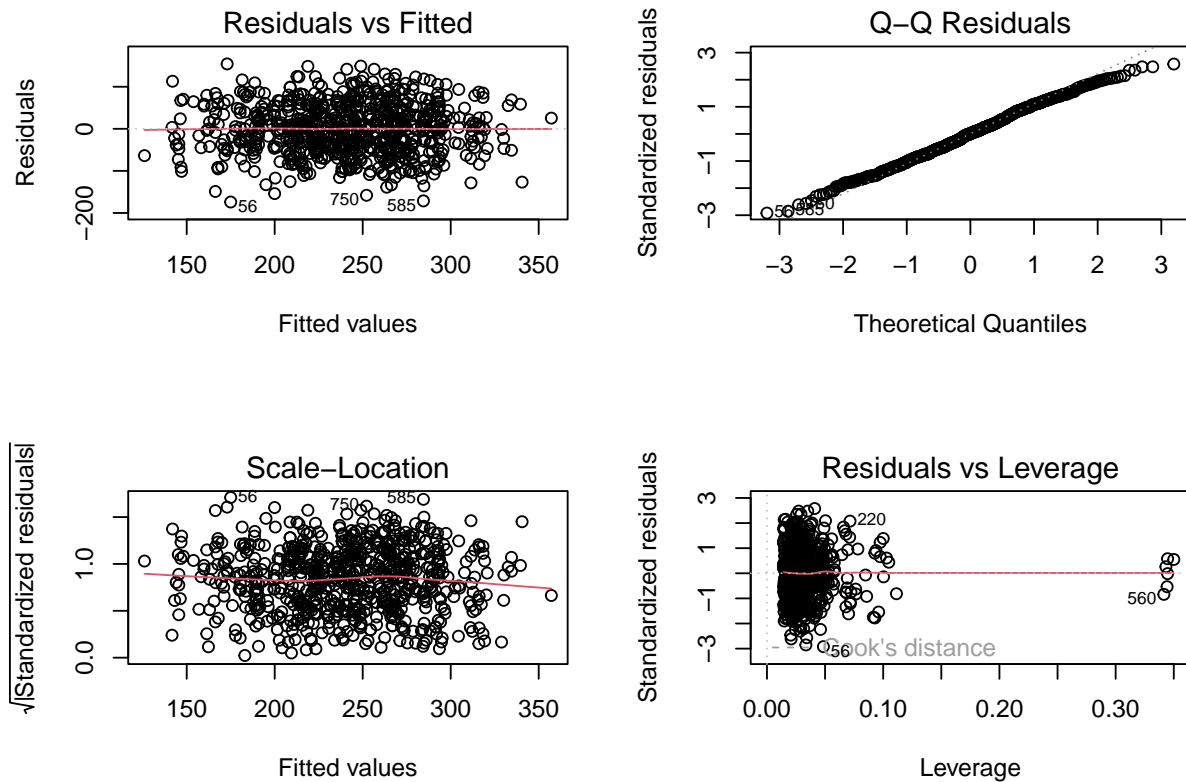 Residuals vs Fitted
Residuals
0
−200
56
750
585
150 200 250 300 350
Fitted values
Q−Q Residuals
Standardized residuals
3
1
−1
−3
−3 −2 −1 0 1 2 3
Theoretical Quantiles
Scale−Location
√|Standardized residuals|
1.0
0.0
56
750
585
150 200 250 300 350
Fitted values
Residuals vs Leverage
Standardized residuals
3
1
−1
−3
220
560
56
Cook's distance
0.00 0.10 0.20 0.30
Leverage